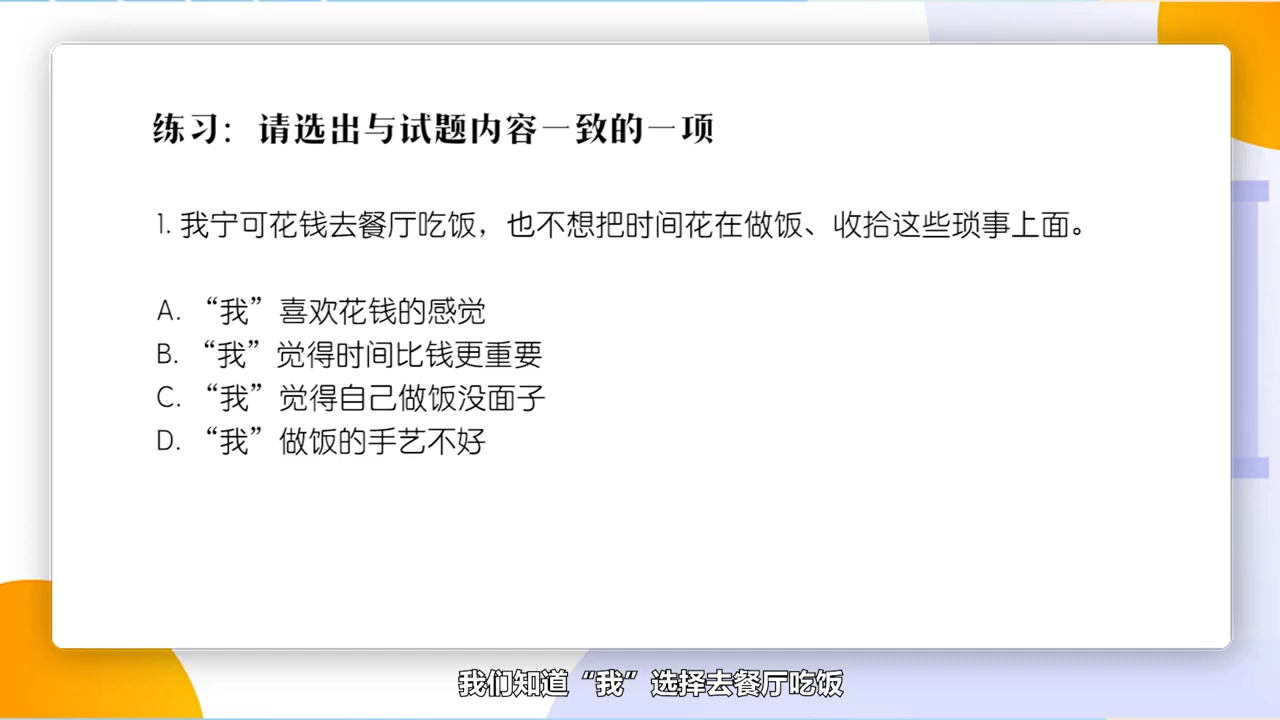 练习：请选出与试题内容一致的一项
1. 我宁可花钱去餐厅吃饭，也不想把时间花在做饭、收拾这些琐事上面。
A. “我”喜欢花钱的感觉
B. “我”觉得时间比钱更重要
C. “我”觉得自己做饭没面子
D. “我”做饭的手艺不好
我们知道“我”选择去餐厅吃饭